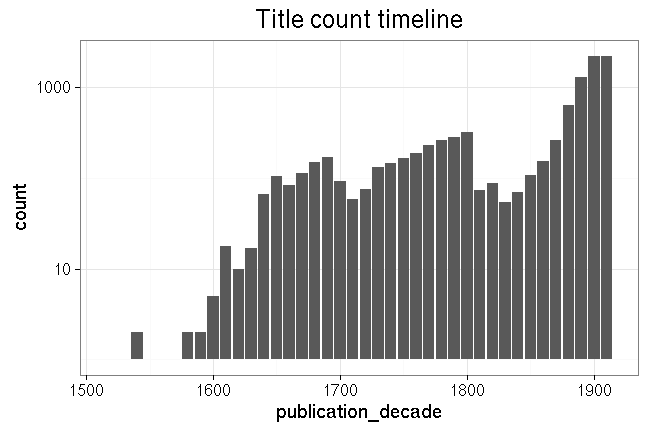 Title count timeline
1000
10
count
1500 1600 1700 1800 1900
publication_decade